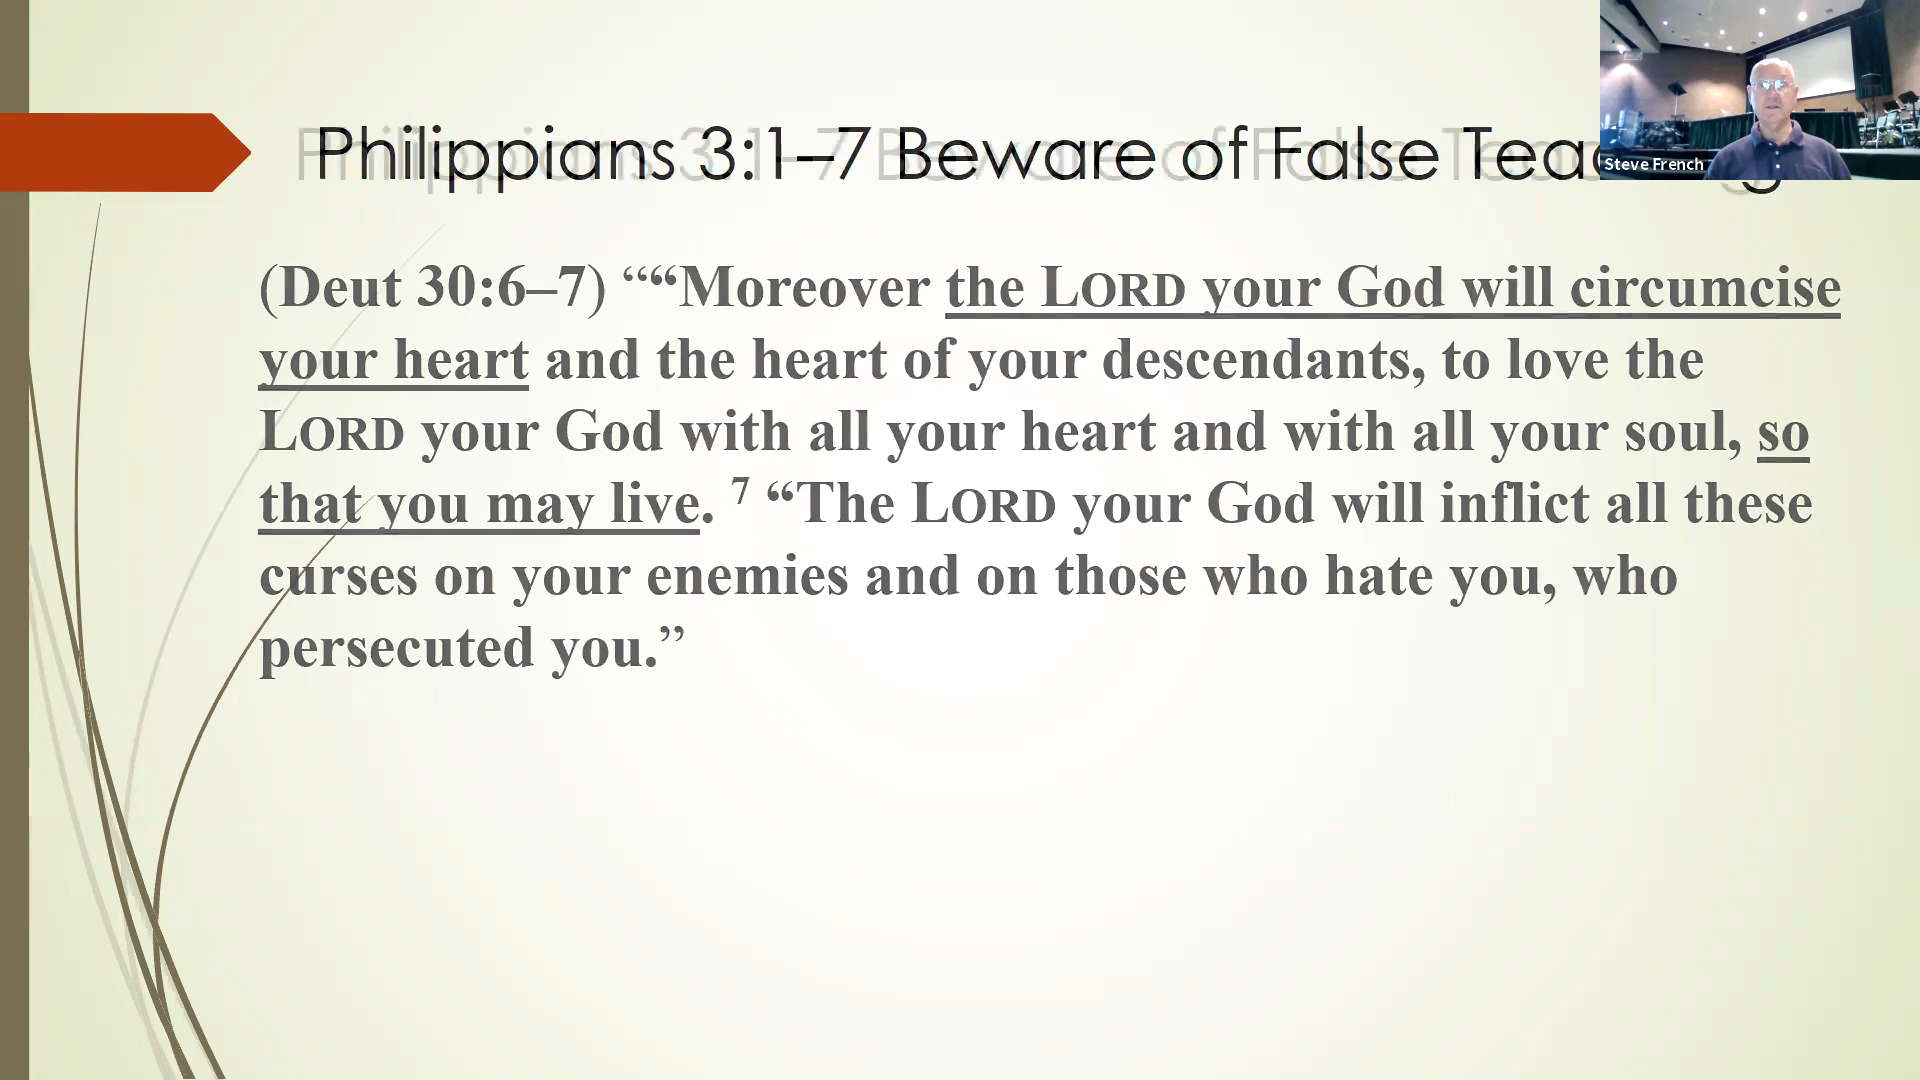 Philippians 3:1–7 Beware of False
Steve French
(Deut 30:6–7) “““Moreover the LORD your God will circumcise
your heart and the heart of your descendants, to love the
LORD your God with all your heart and with all your soul, so
that you may live. 7 “The LORD your God will inflict all these
curses on your enemies and on those who hate you, who
persecuted you.”